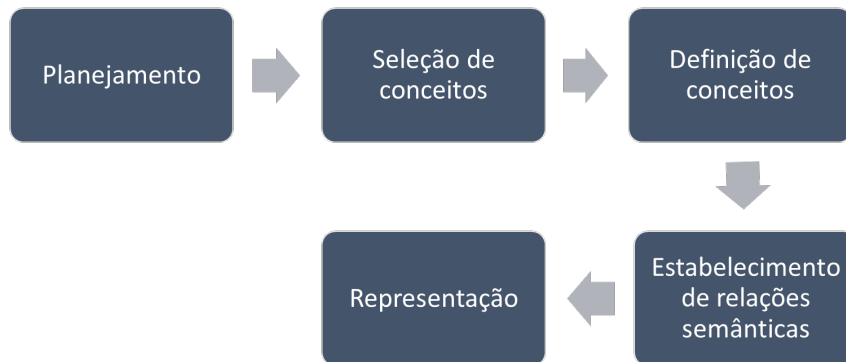 Planejamento
Seleção de
conceitos
Definição de
conceitos
Estabelecimento
de relações
semânticas
Representação